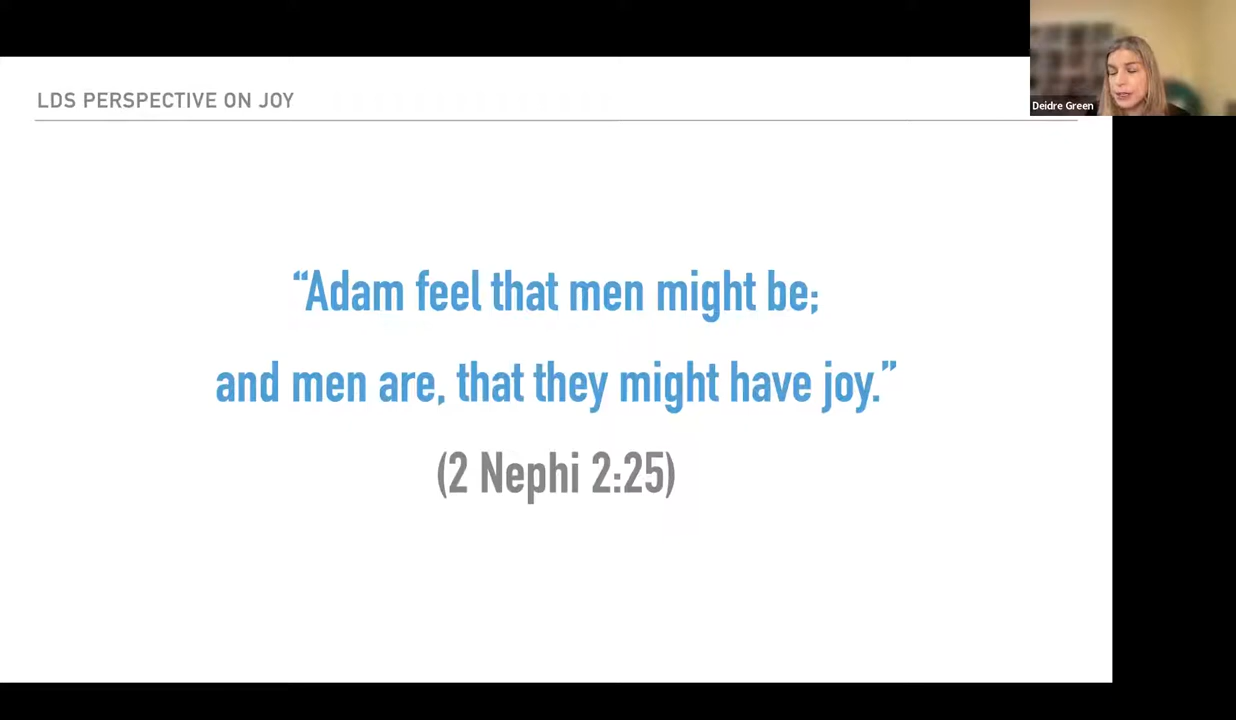 LDS PERSPECTIVE ON JOY
Deidre Green
“Adam feel that men might be;
and men are, that they might have joy.”
(2 Nephi 2:25)